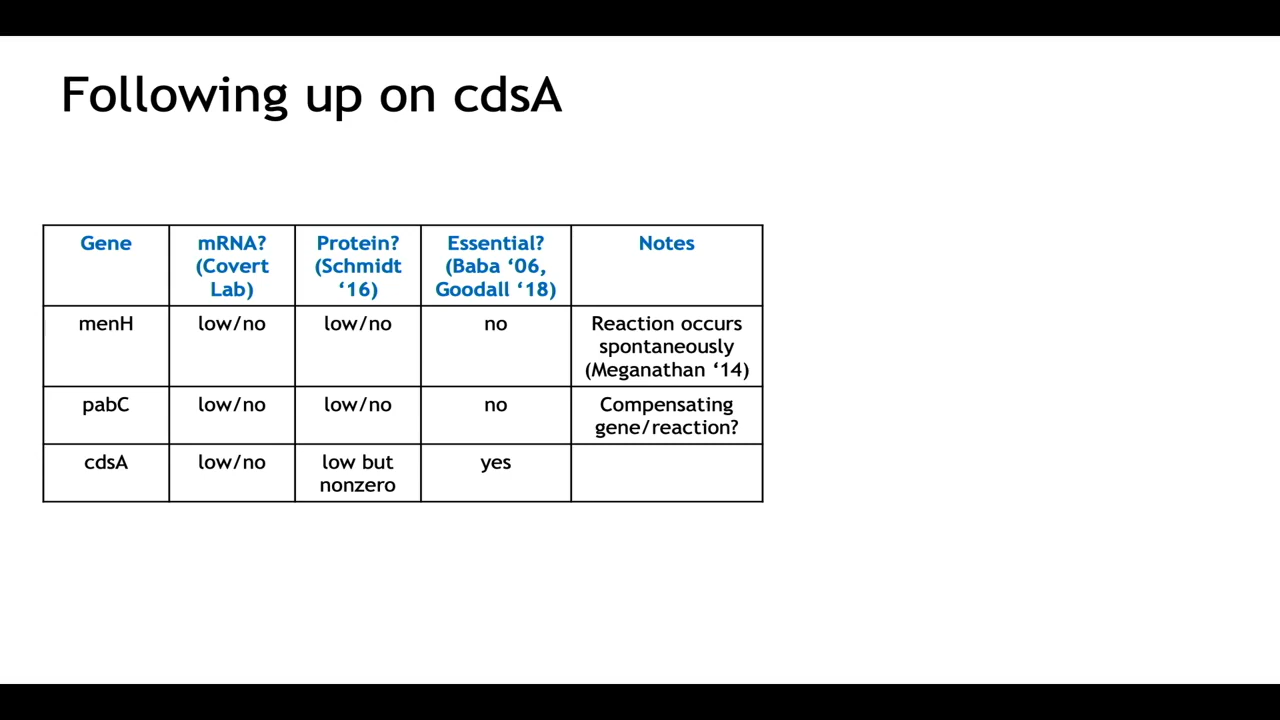 Following up on cdsA
Gene
mRNA?
(Covert
Lab)
Protein?
(Schmidt
‘16)
Essential?
(Baba ‘06,
Goodall ‘18)
Notes
menH
low/no
low/no
no
Reaction occurs
spontaneously
(Meganathan ‘14)
pabC
low/no
low/no
no
Compensating
gene/reaction?
cdsA
low/no
low but
nonzero
yes